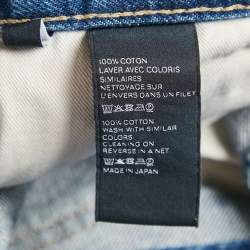 100% COTON
LAVER AVEC COLORIS
SIMILAIRES
NETTOYAGE SUR
L'ENVERS DANS UN FILET
100% COTTON
WASH WITH SIMILAR
COLORS
CLEANING ON
REVERSE IN A NET
MADE IN JAPAN